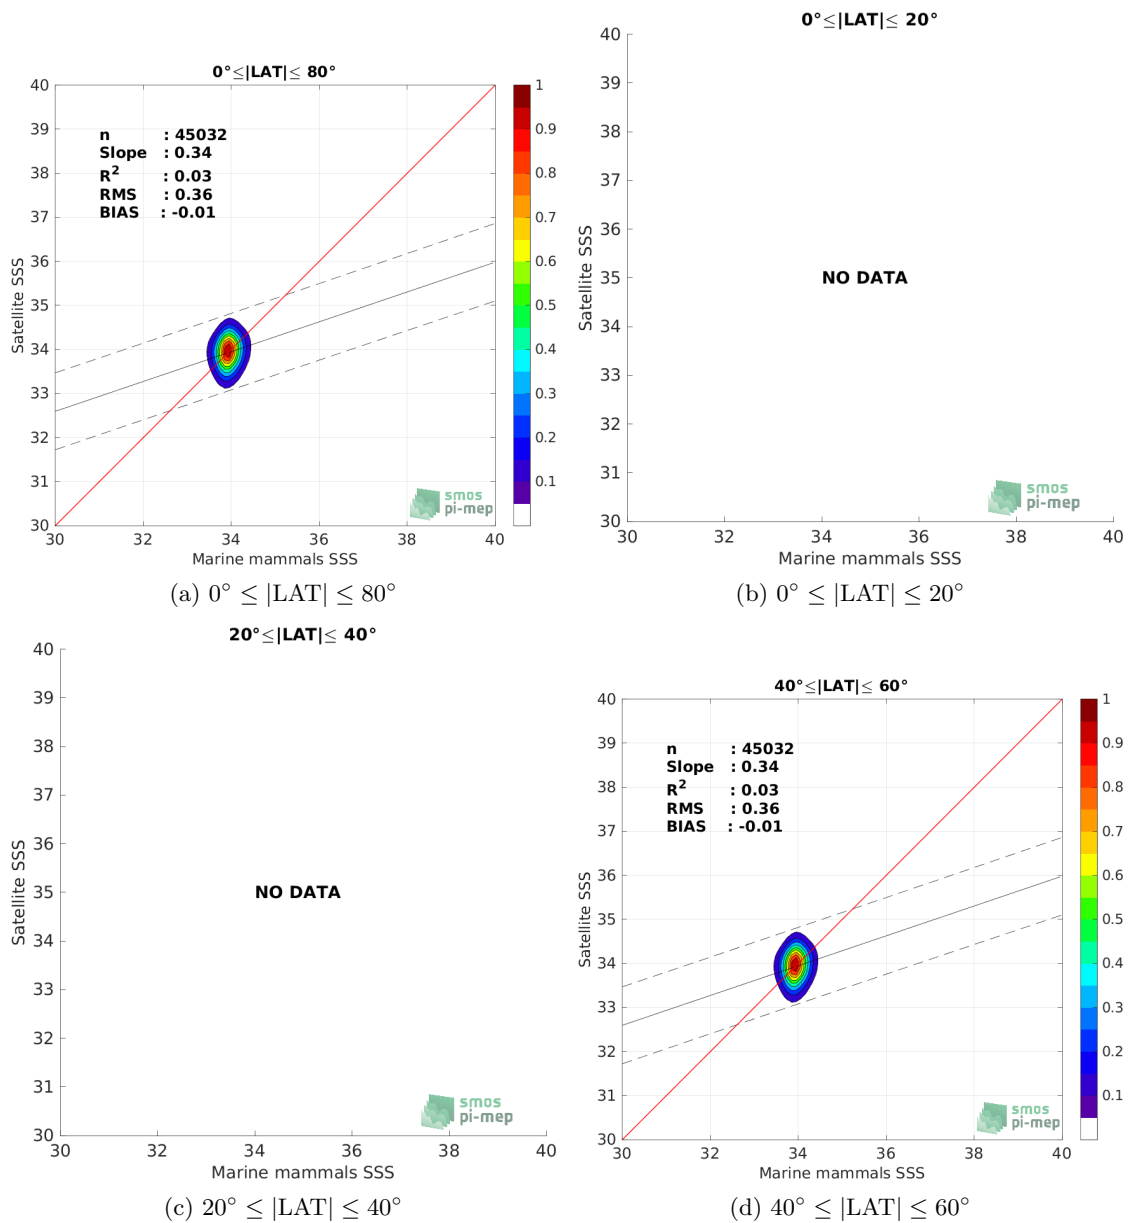 0°≤|LAT|≤ 80°
40
39
38
37
36
35
34
33
32
31
30
Satellite SSS
n : 45032
Slope : 0.34
R² : 0.03
RMS : 0.36
BIAS : -0.01
smos
pi-mep
30 32 34 36 38 40
Marine mammals SSS
1
0.9
0.8
0.7
0.6
0.5
0.4
0.3
0.2
0.1
(a) 0° ≤ |LAT| ≤ 80°
0°≤|LAT|≤ 20°
40
39
38
37
36
35
34
33
32
31
30
Satellite SSS
NO DATA
smos
pi-mep
30 32 34 36 38 40
Marine mammals SSS
(b) 0° ≤ |LAT| ≤ 20°
20°≤|LAT|≤ 40°
40
39
38
37
36
35
34
33
32
31
30
Satellite SSS
NO DATA
smos
pi-mep
30 32 34 36 38 40
Marine mammals SSS
(c) 20° ≤ |LAT| ≤ 40°
40°≤|LAT|≤ 60°
40
39
38
37
36
35
34
33
32
31
30
Satellite SSS
n : 45032
Slope : 0.34
R² : 0.03
RMS : 0.36
BIAS : -0.01
smos
pi-mep
30 32 34 36 38 40
Marine mammals SSS
1
0.9
0.8
0.7
0.6
0.5
0.4
0.3
0.2
0.1
(d) 40° ≤ |LAT| ≤ 60°